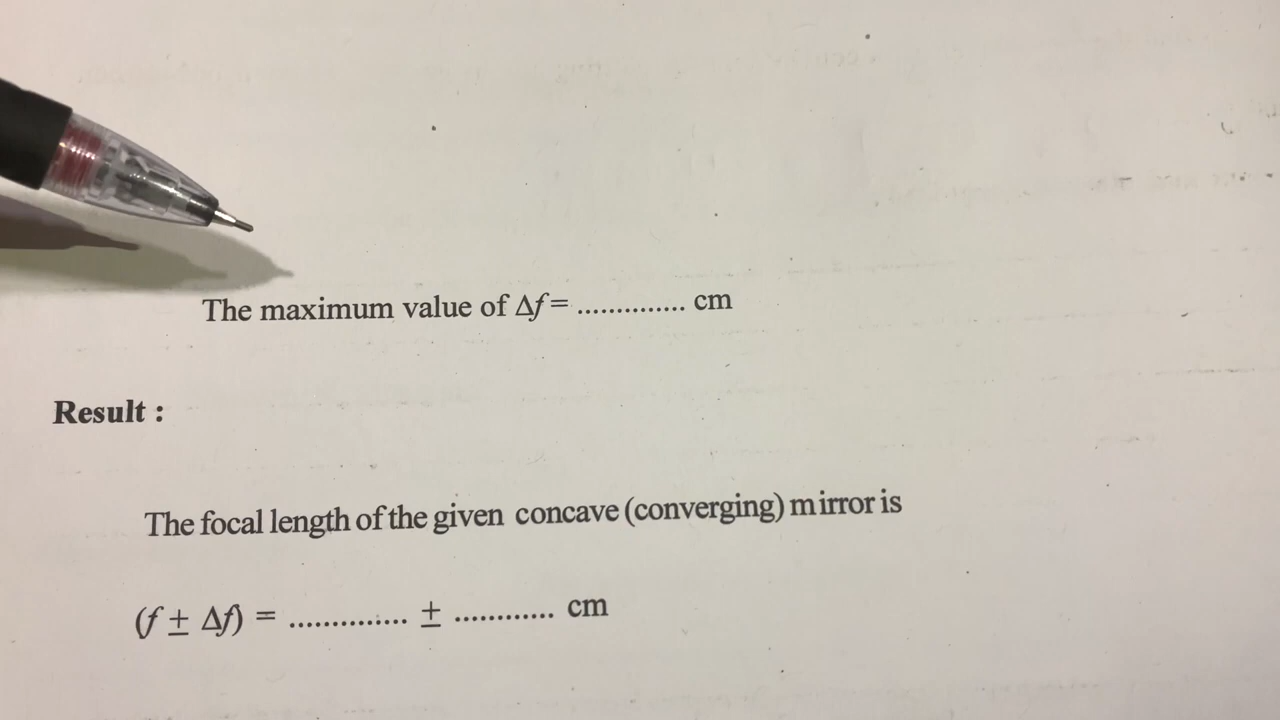 The maximum value of Δf = .............. cm
Result :
The focal length of the given concave (converging) mirror is
(f ± Δf) = .............. ± ............ cm